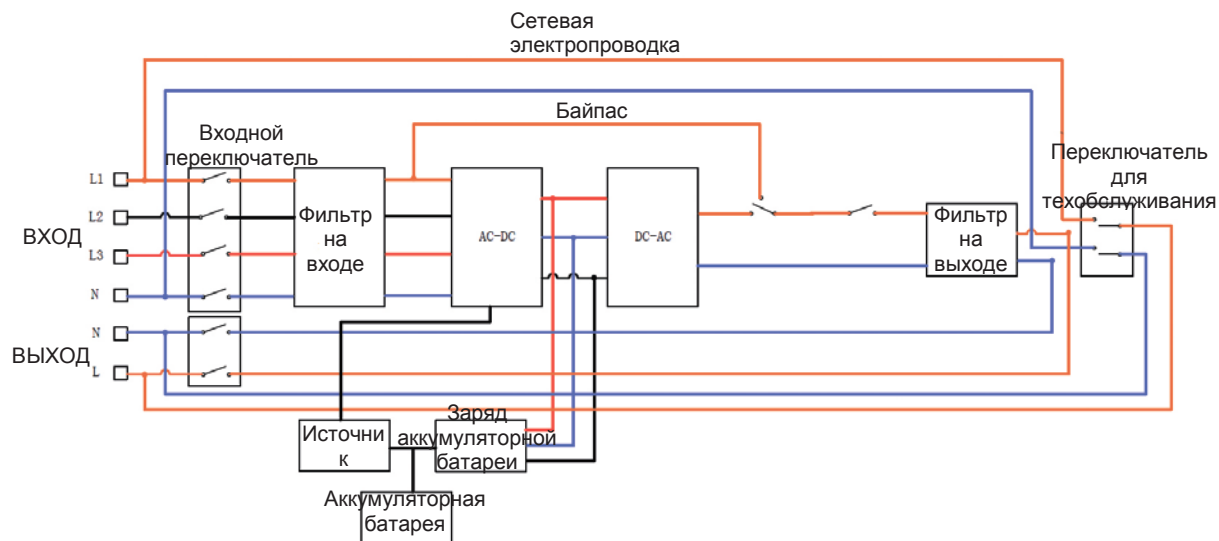 Сетевая
электропроводка
Байпас
Входной
переключатель
Переключатель
для
техобслуживания
L1
L2
ВХОД
L3
N
N
ВЫХОД
L
Фильтр
на
входе
AC-DC
DC-AC
Фильтр
на
выходе
Источни
к
Заряд
аккумуляторной
батареи
Аккумуляторная
батарея